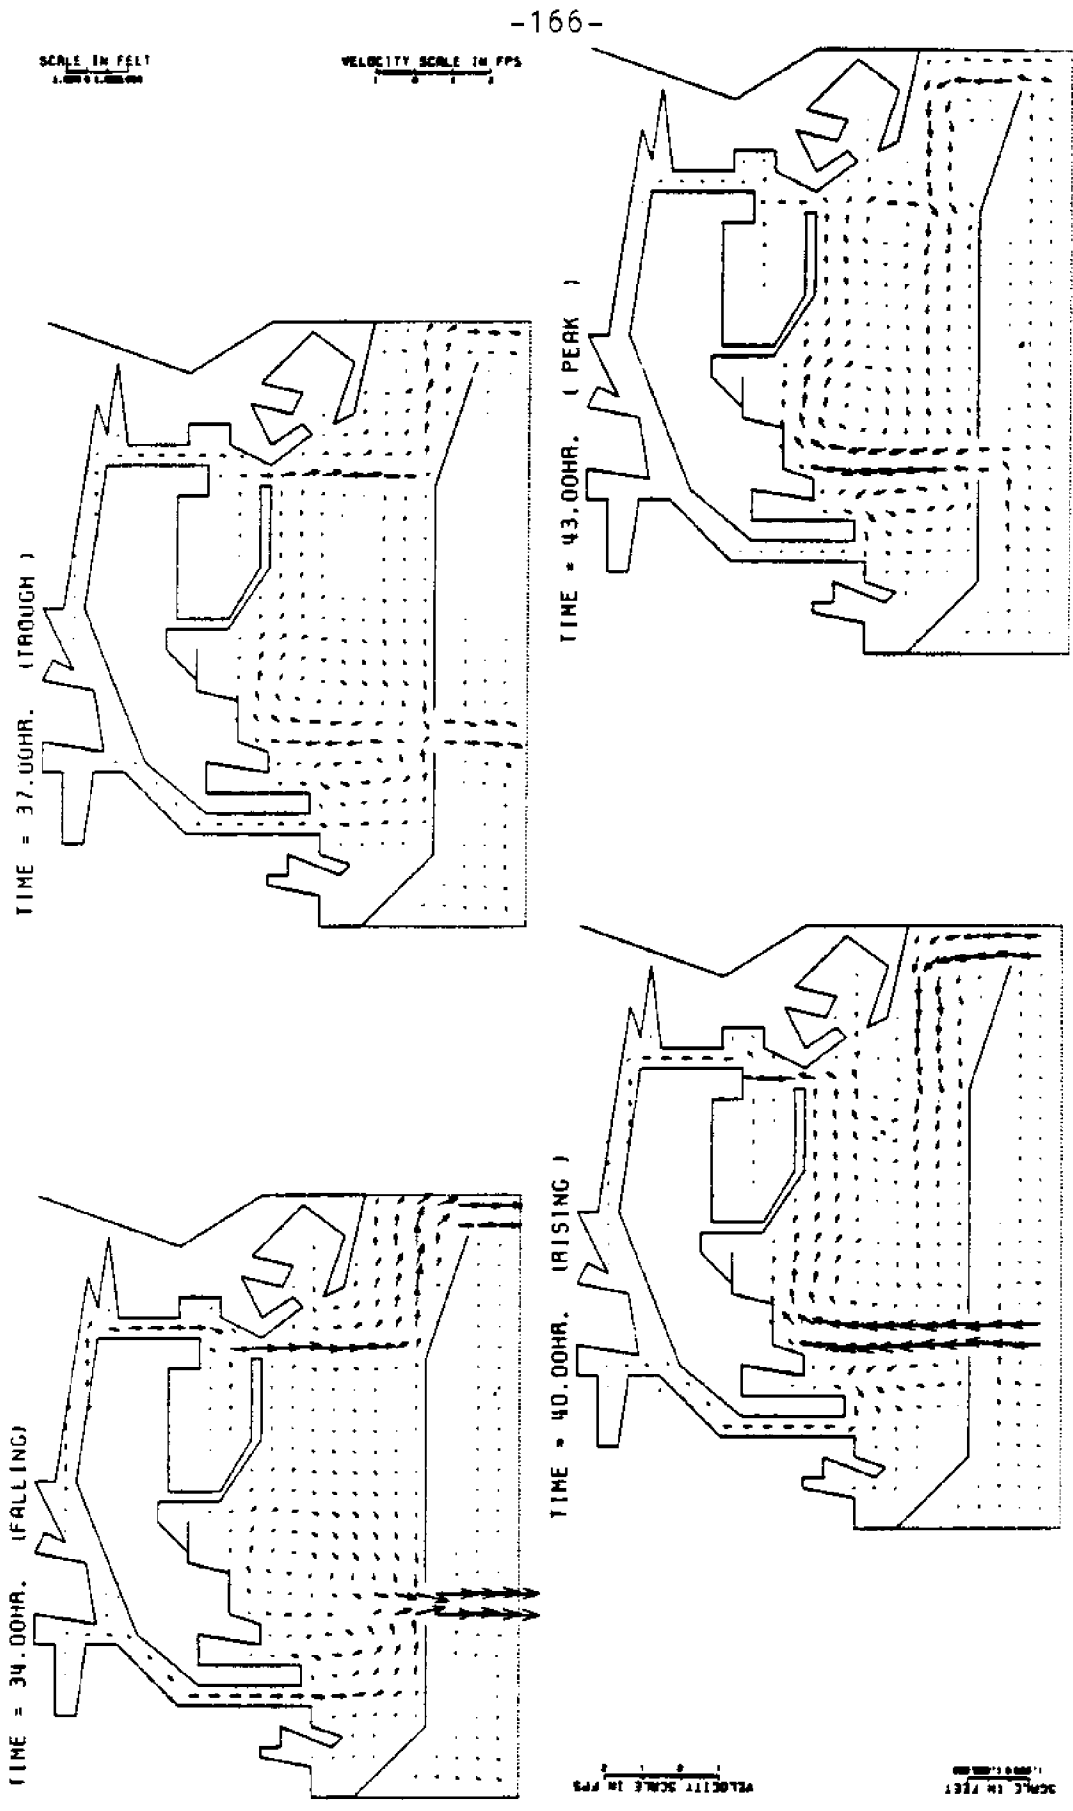 -166-
SCALE IN FEET
VELOCITY SCALE IN FPS
TIME = 37.00HR. (TROUGH )
TIME = 43.00HR. ( PEAK )
TIME = 34.00HR. (FALLING)
TIME = 40.00HR. (RISING )
VELOCITY SCALE IN FPS
SCALE IN FEET